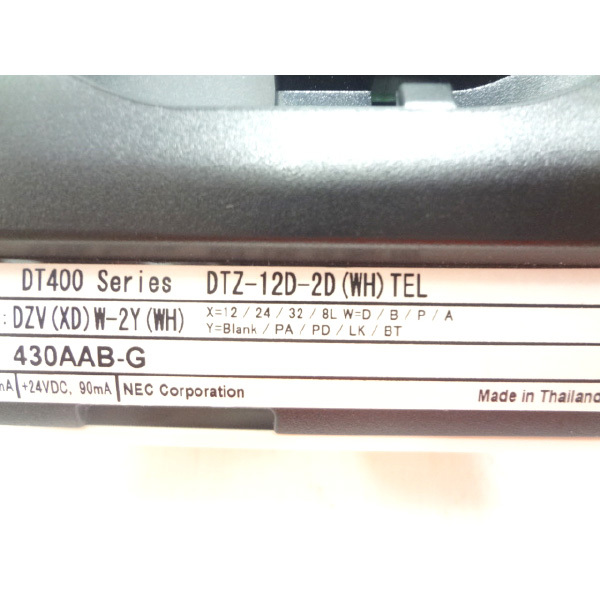 DT400 Series DTZ-12D-2D(WH)TEL
: DZV(XD)W-2Y(WH) X=12 / 24 / 32 / 8L W=D / B / P / A
Y=Blank / PA / PD / LK / BT
430AAB-G
mA +24VDC, 90mA NEC Corporation Made in Thailand